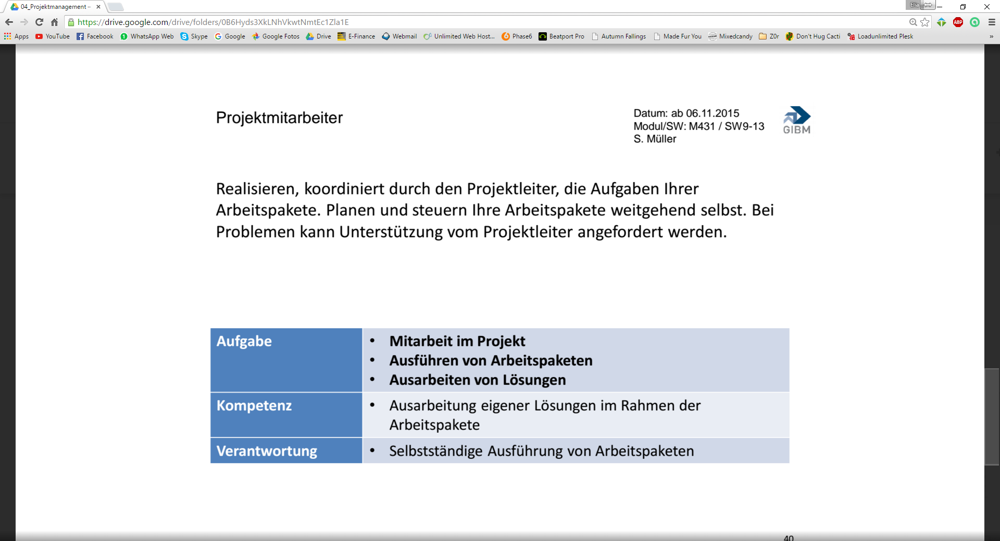 04_Projektmanagement –
Elia
https://drive.google.com/drive/folders/0B6Hyds3XkLNhVkwtNmtEc1Zla1E
ABP
Apps YouTube Facebook WhatsApp Web Skype Google Google Fotos Drive E-Finance Webmail Unlimited Web Host... Phase6 Beatport Pro Autumn Fallings Made Fur You Mixedcandy Z0r Don't Hug Cacti Loadunlimited Plesk »
Projektmitarbeiter
Datum: ab 06.11.2015
Modul/SW: M431 / SW9-13
S. Müller
GIBM
Realisieren, koordiniert durch den Projektleiter, die Aufgaben Ihrer
Arbeitspakete. Planen und steuern Ihre Arbeitspakete weitgehend selbst. Bei
Problemen kann Unterstützung vom Projektleiter angefordert werden.
Aufgabe
• Mitarbeit im Projekt
• Ausführen von Arbeitspaketen
• Ausarbeiten von Lösungen
Kompetenz
• Ausarbeitung eigener Lösungen im Rahmen der
Arbeitspakete
Verantwortung
• Selbstständige Ausführung von Arbeitspaketen
40